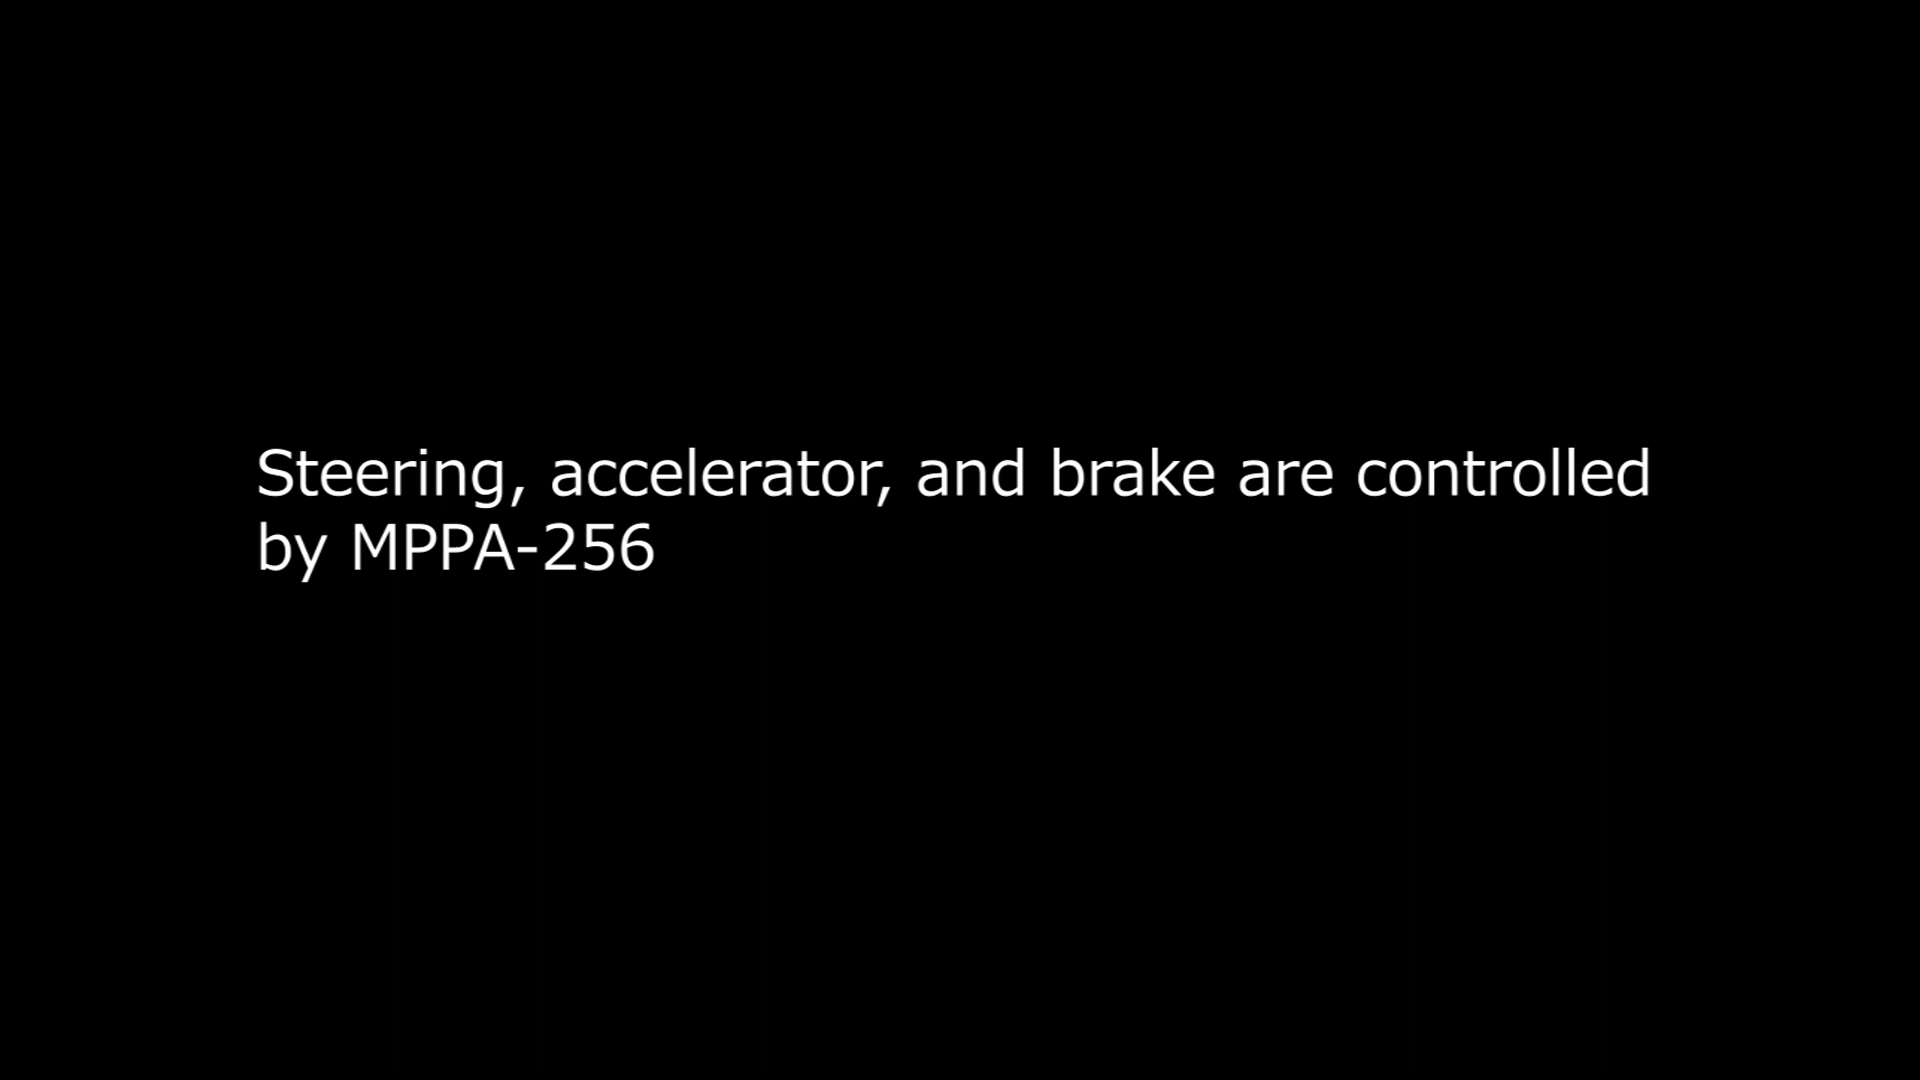 Steering, accelerator, and brake are controlled
by MPPA-256